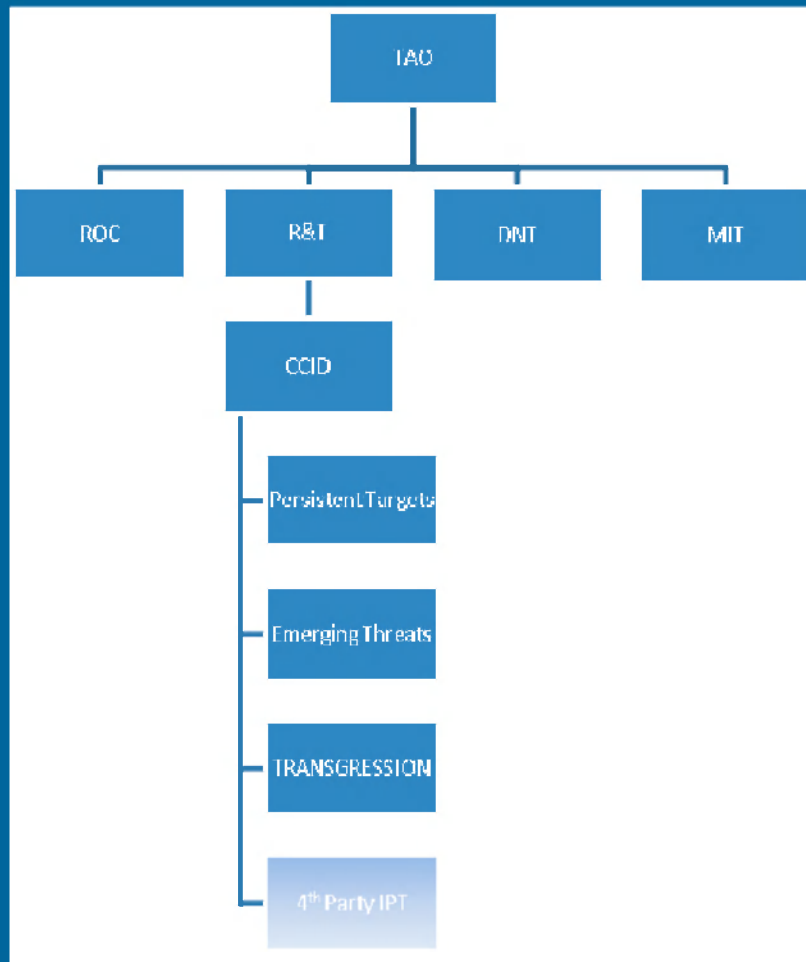 TAO
ROC
R&T
DNT
MIT
CCID
Persistent Targets
Emerging Threats
TRANSGRESSION
4th Party IPT